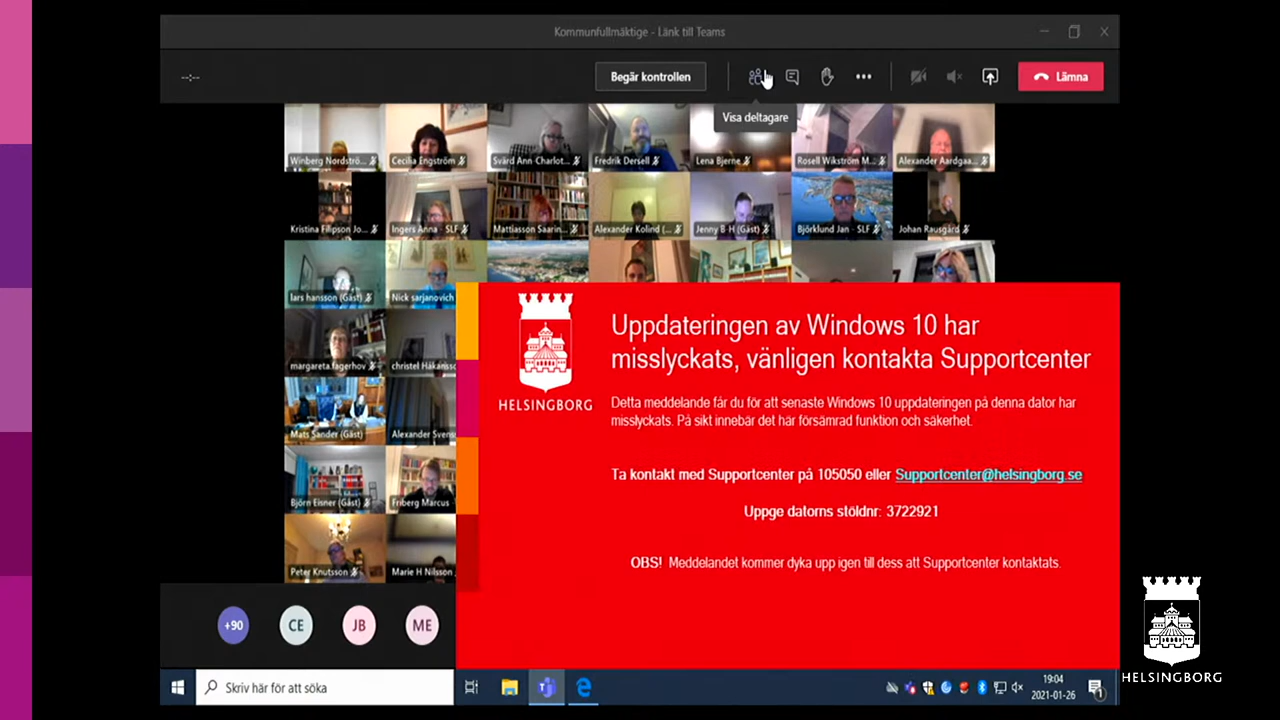 Kommunfullmäktige - Länk till Teams
--:--
Begär kontrollen
Lämna
Visa deltagare
Winberg Nordströ...
Cecilia Engström
Svärd Ann-Charlot...
Fredrik Dersell
Lena Bjerne
Rosell Wikström M...
Alexander Aardgaa...
Kristina Filipson Jo...
Ingers Anna - SLF
Mattiasson Saarin...
Alexander Kolind (...
Jenny B H (Gäst)
Björklund Jan - SLF
Johan Rausgård
lars hansson (Gäst)
Nick sarjanovich
margareta.fagerhov
christel Håkansso
Mats Sander (Gäst)
Alexander Svens
Björn Eisner (Gäst)
Friberg Marcus
Peter Knutsson
Marie H Nilsson
HELSINGBORG
Uppdateringen av Windows 10 har
misslyckats, vänligen kontakta Supportcenter
Detta meddelande får du för att senaste Windows 10 uppdateringen på denna dator har
misslyckats. På sikt innebär det här försämrad funktion och säkerhet.
Ta kontakt med Supportcenter på 105050 eller Supportcenter@helsingborg.se
Uppge datorns stöldnr: 3722921
OBS! Meddelandet kommer dyka upp igen till dess att Supportcenter kontaktats.
+90
CE
JB
ME
Skriv här för att söka
19:04
2021-01-26
1
HELSINGBORG